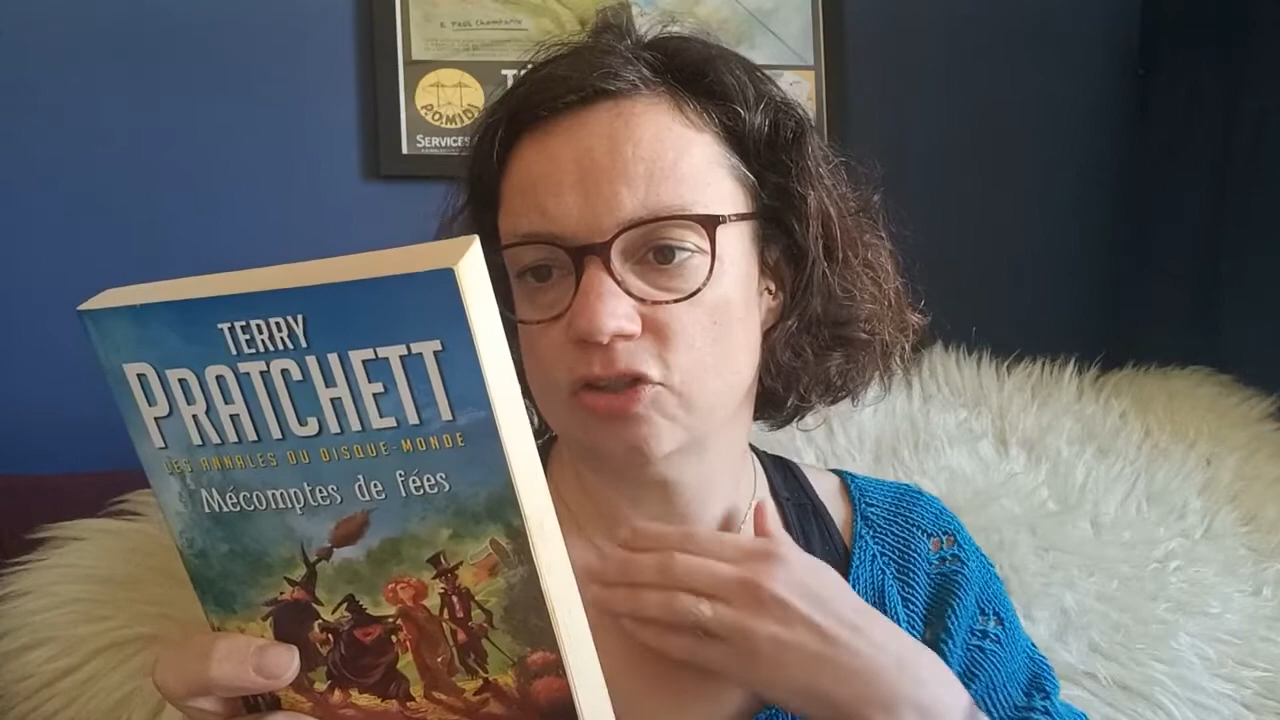 P.O.MIDI
SERVICES
TERRY
PRATCHETT
LES ANNALES DU DISQUE-MONDE
Mécomptes de fées